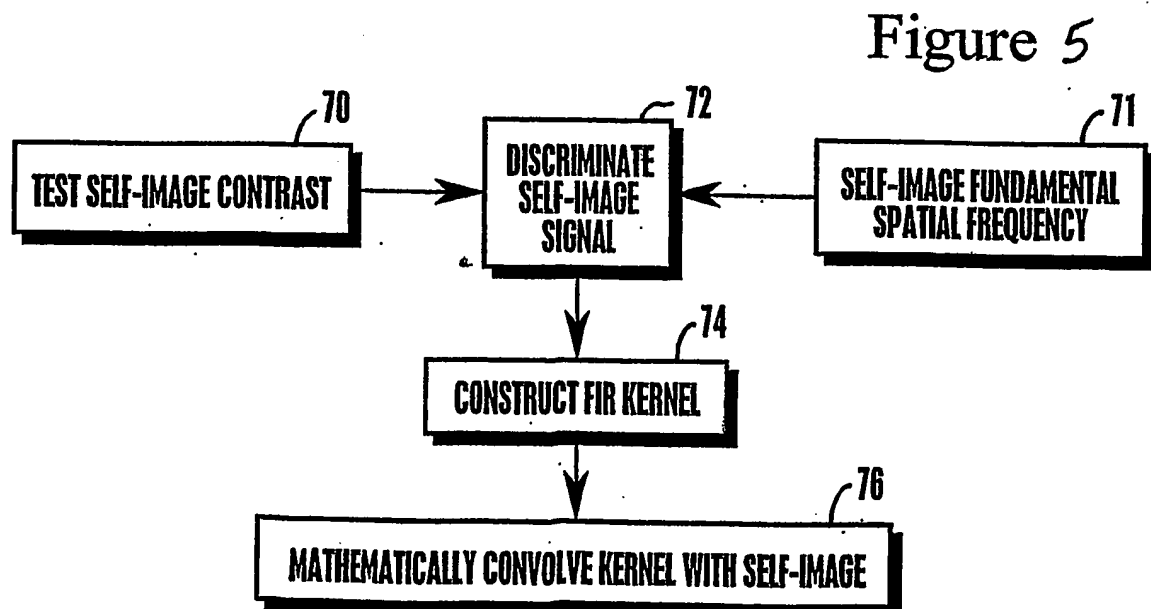 Figure 5
70
TEST SELF-IMAGE CONTRAST
72
DISCRIMINATE
SELF-IMAGE
SIGNAL
71
SELF-IMAGE FUNDAMENTAL
SPATIAL FREQUENCY
74
CONSTRUCT FIR KERNEL
76
MATHEMATICALLY CONVOLVE KERNEL WITH SELF-IMAGE